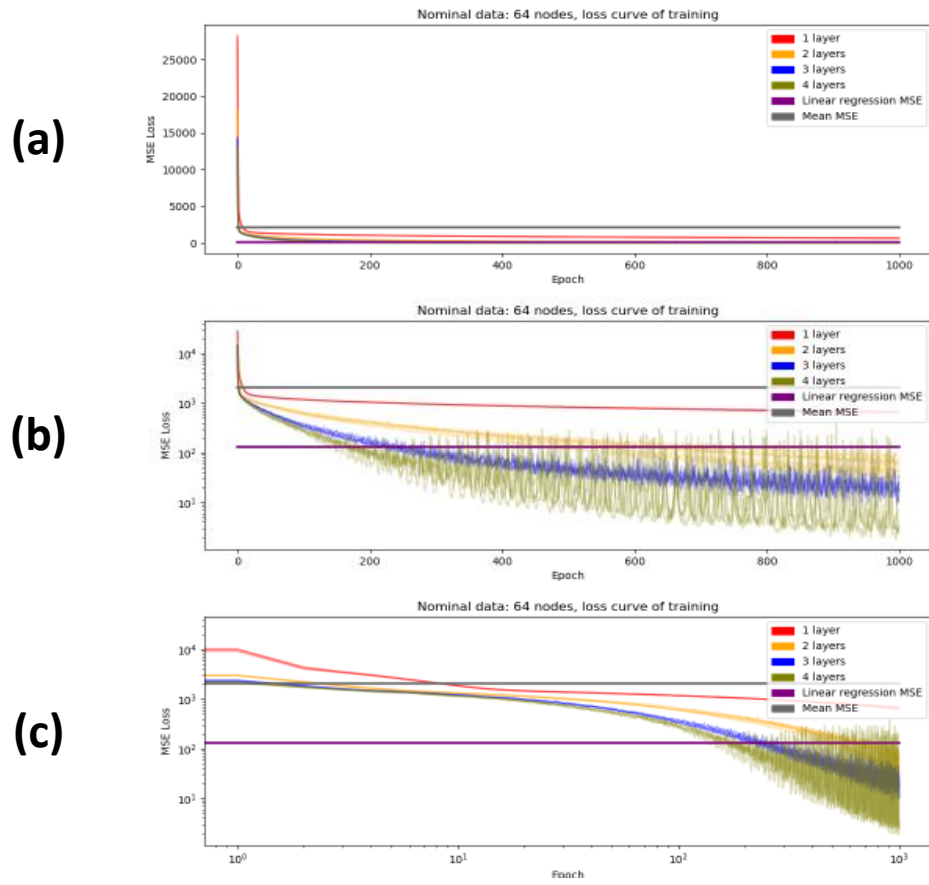 (a)
Nominal data: 64 nodes, loss curve of training
MSE Loss
25000
20000
15000
10000
5000
0
1 layer
2 layers
3 layers
4 layers
Linear regression MSE
Mean MSE
0 200 400 600 800 1000
Epoch
(b)
Nominal data: 64 nodes, loss curve of training
MSE Loss
10⁴
10³
10²
10¹
1 layer
2 layers
3 layers
4 layers
Linear regression MSE
Mean MSE
0 200 400 600 800 1000
Epoch
(c)
Nominal data: 64 nodes, loss curve of training
MSE Loss
10⁴
10³
10²
10¹
1 layer
2 layers
3 layers
4 layers
Linear regression MSE
Mean MSE
10⁰ 10¹ 10² 10³
Epoch